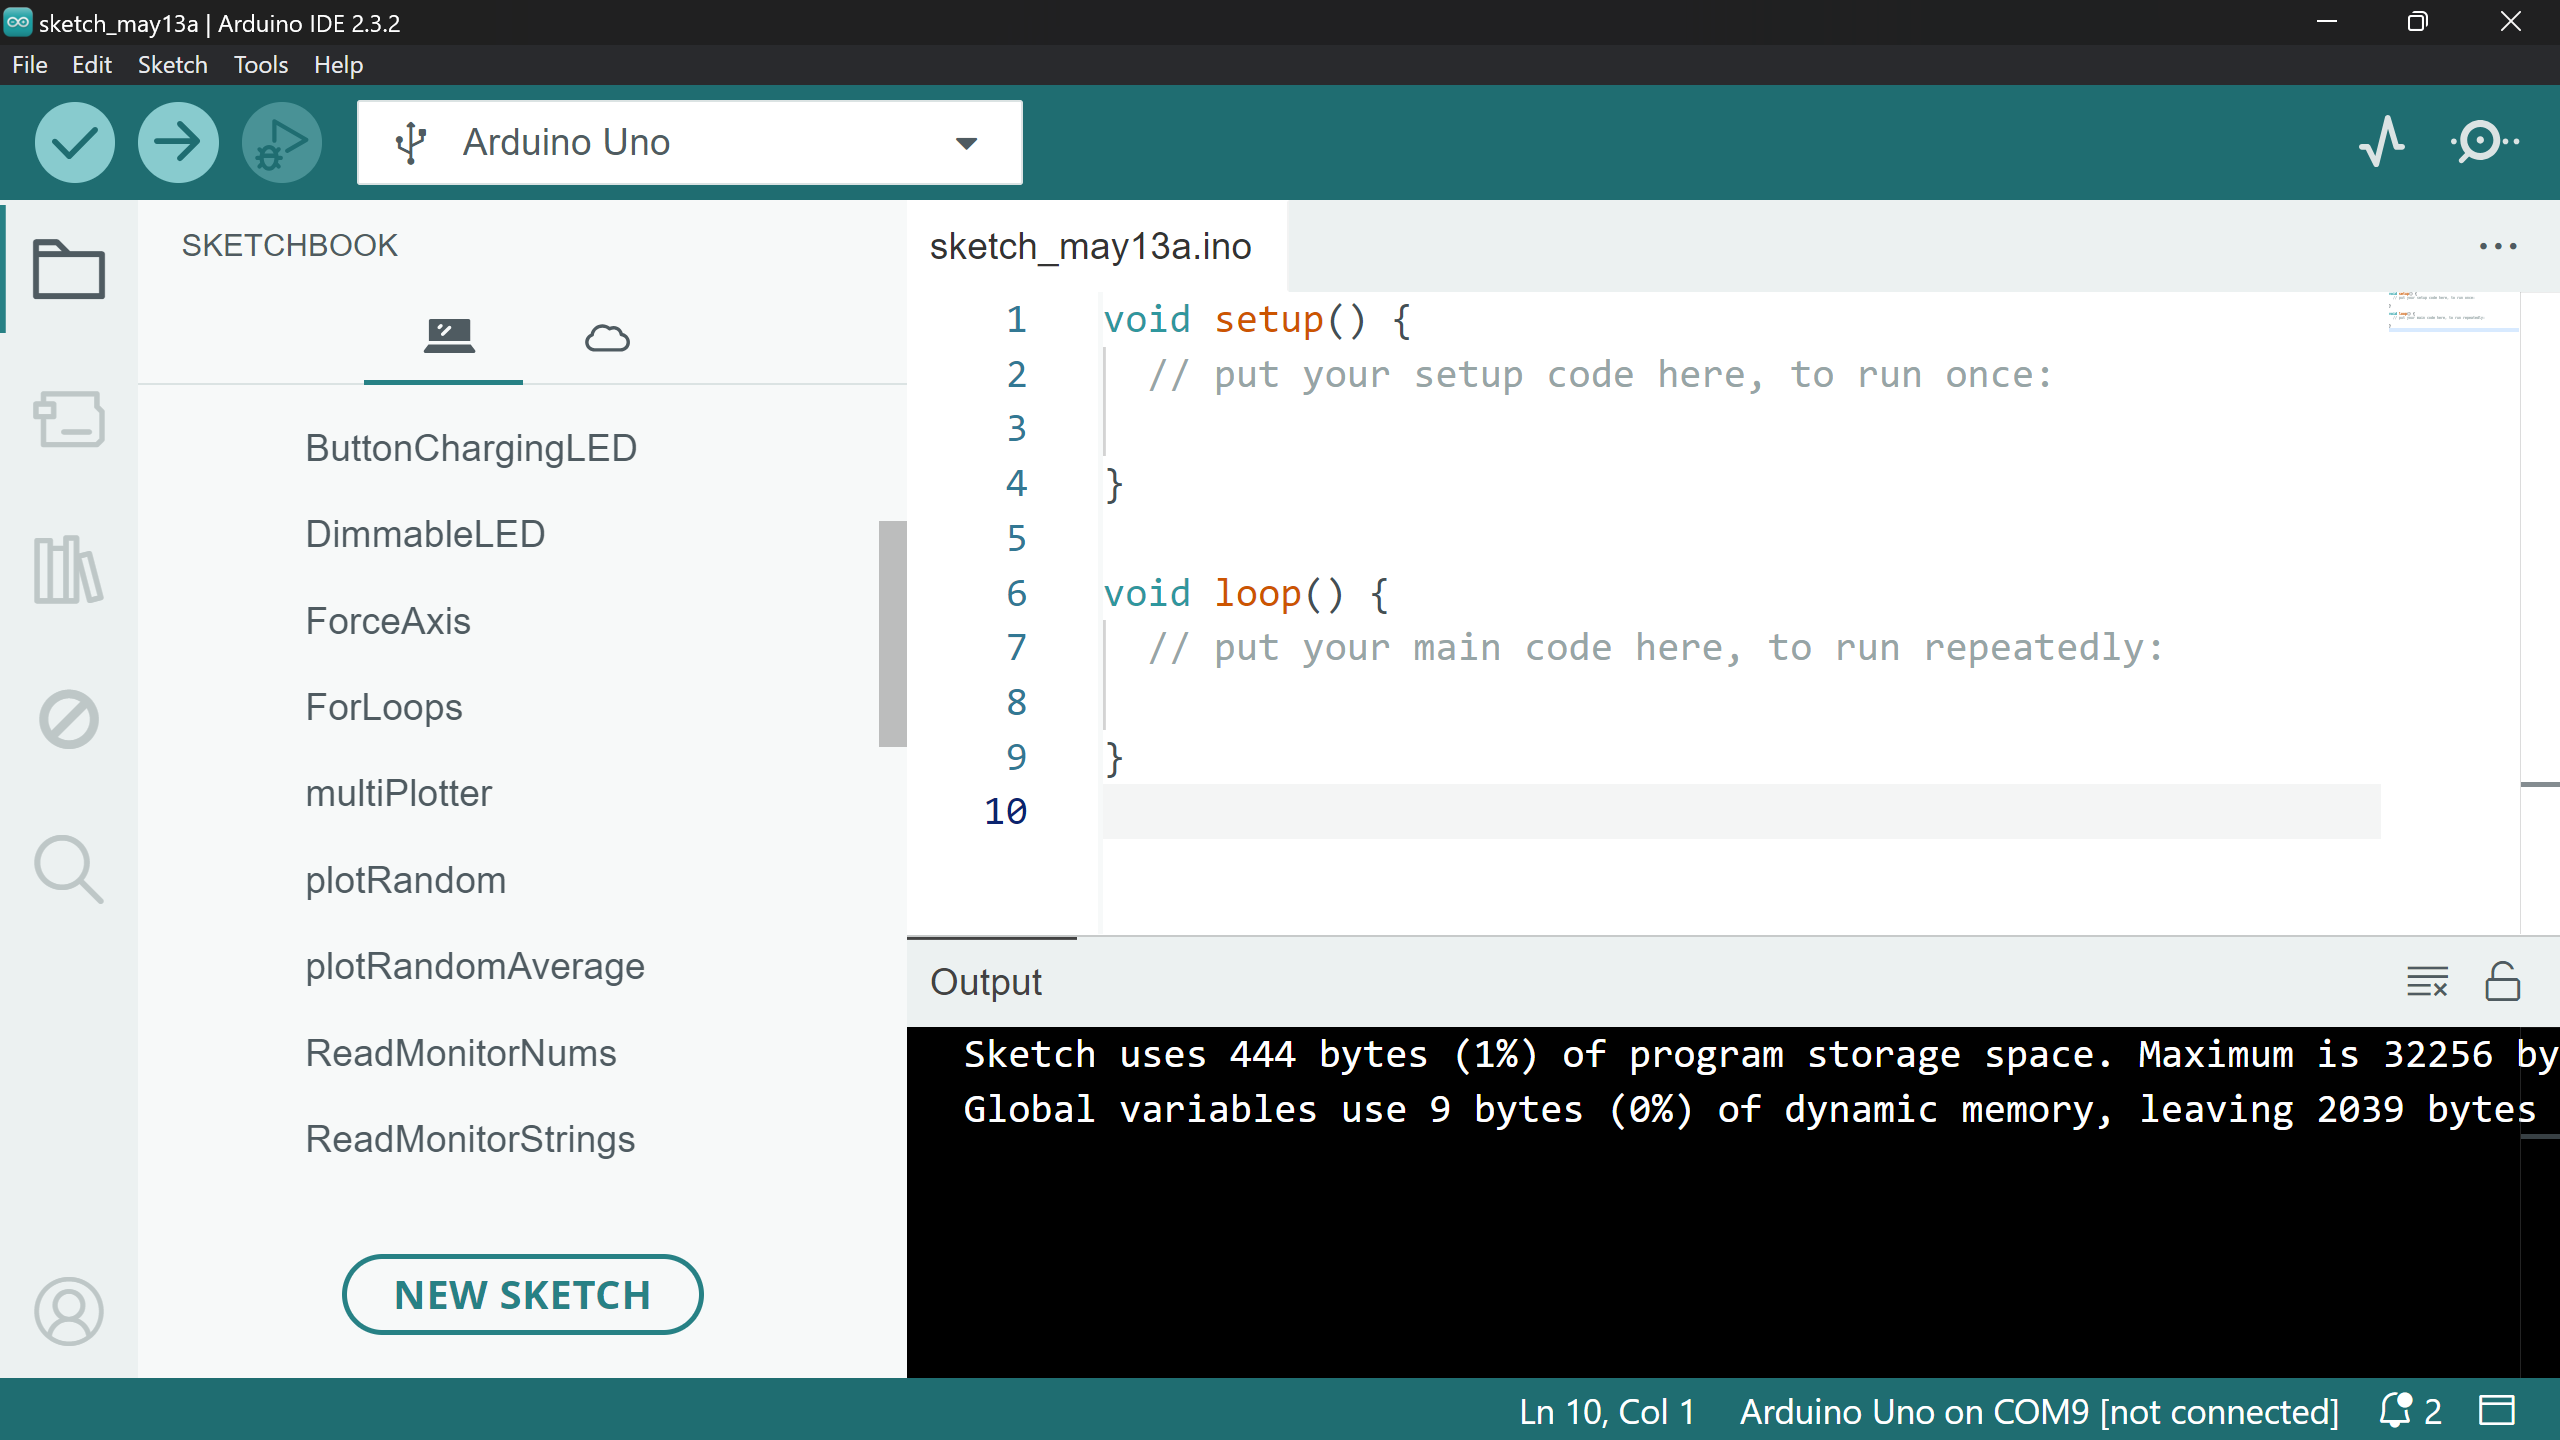 sketch_may13a | Arduino IDE 2.3.2
File Edit Sketch Tools Help
Arduino Uno
SKETCHBOOK
ButtonChargingLED
DimmableLED
ForceAxis
ForLoops
multiPlotter
plotRandom
plotRandomAverage
ReadMonitorNums
ReadMonitorStrings
NEW SKETCH
sketch_may13a.ino
1 void setup() {
2 // put your setup code here, to run once:
3
4 }
5
6 void loop() {
7 // put your main code here, to run repeatedly:
8
9 }
10
Output
Sketch uses 444 bytes (1%) of program storage space. Maximum is 32256 by
Global variables use 9 bytes (0%) of dynamic memory, leaving 2039 bytes
Ln 10, Col 1 Arduino Uno on COM9 [not connected] 2